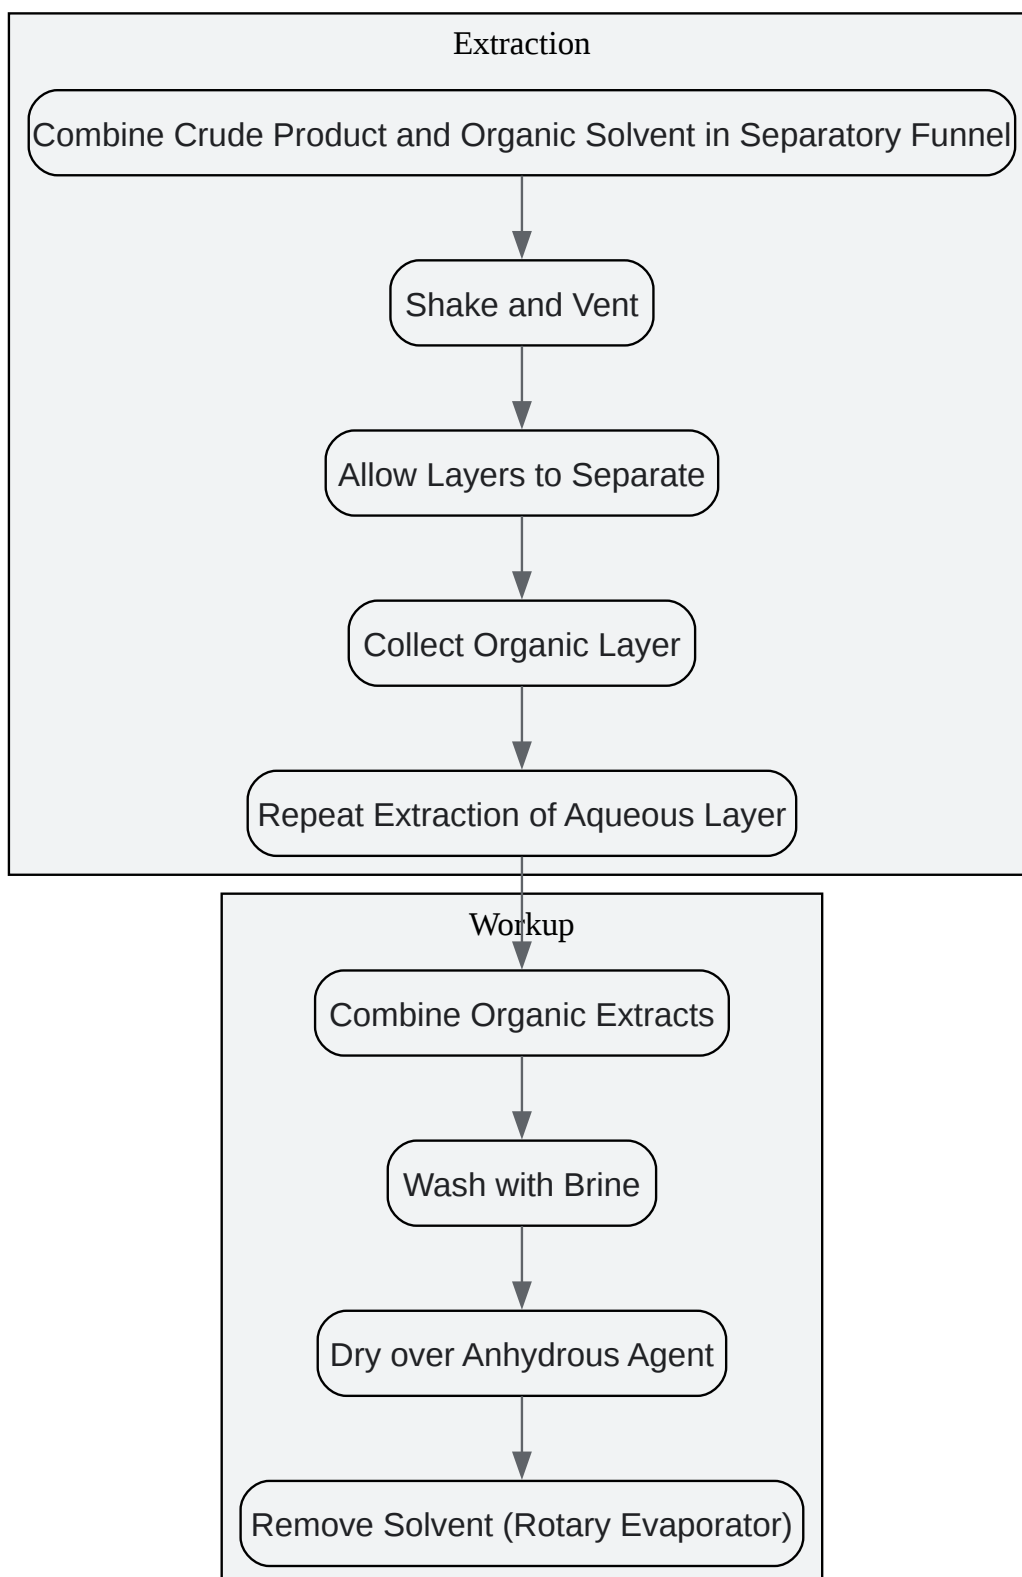 Extraction
Combine Crude Product and Organic Solvent in Separatory Funnel
Shake and Vent
Allow Layers to Separate
Collect Organic Layer
Repeat Extraction of Aqueous Layer
Workup
Combine Organic Extracts
Wash with Brine
Dry over Anhydrous Agent
Remove Solvent (Rotary Evaporator)